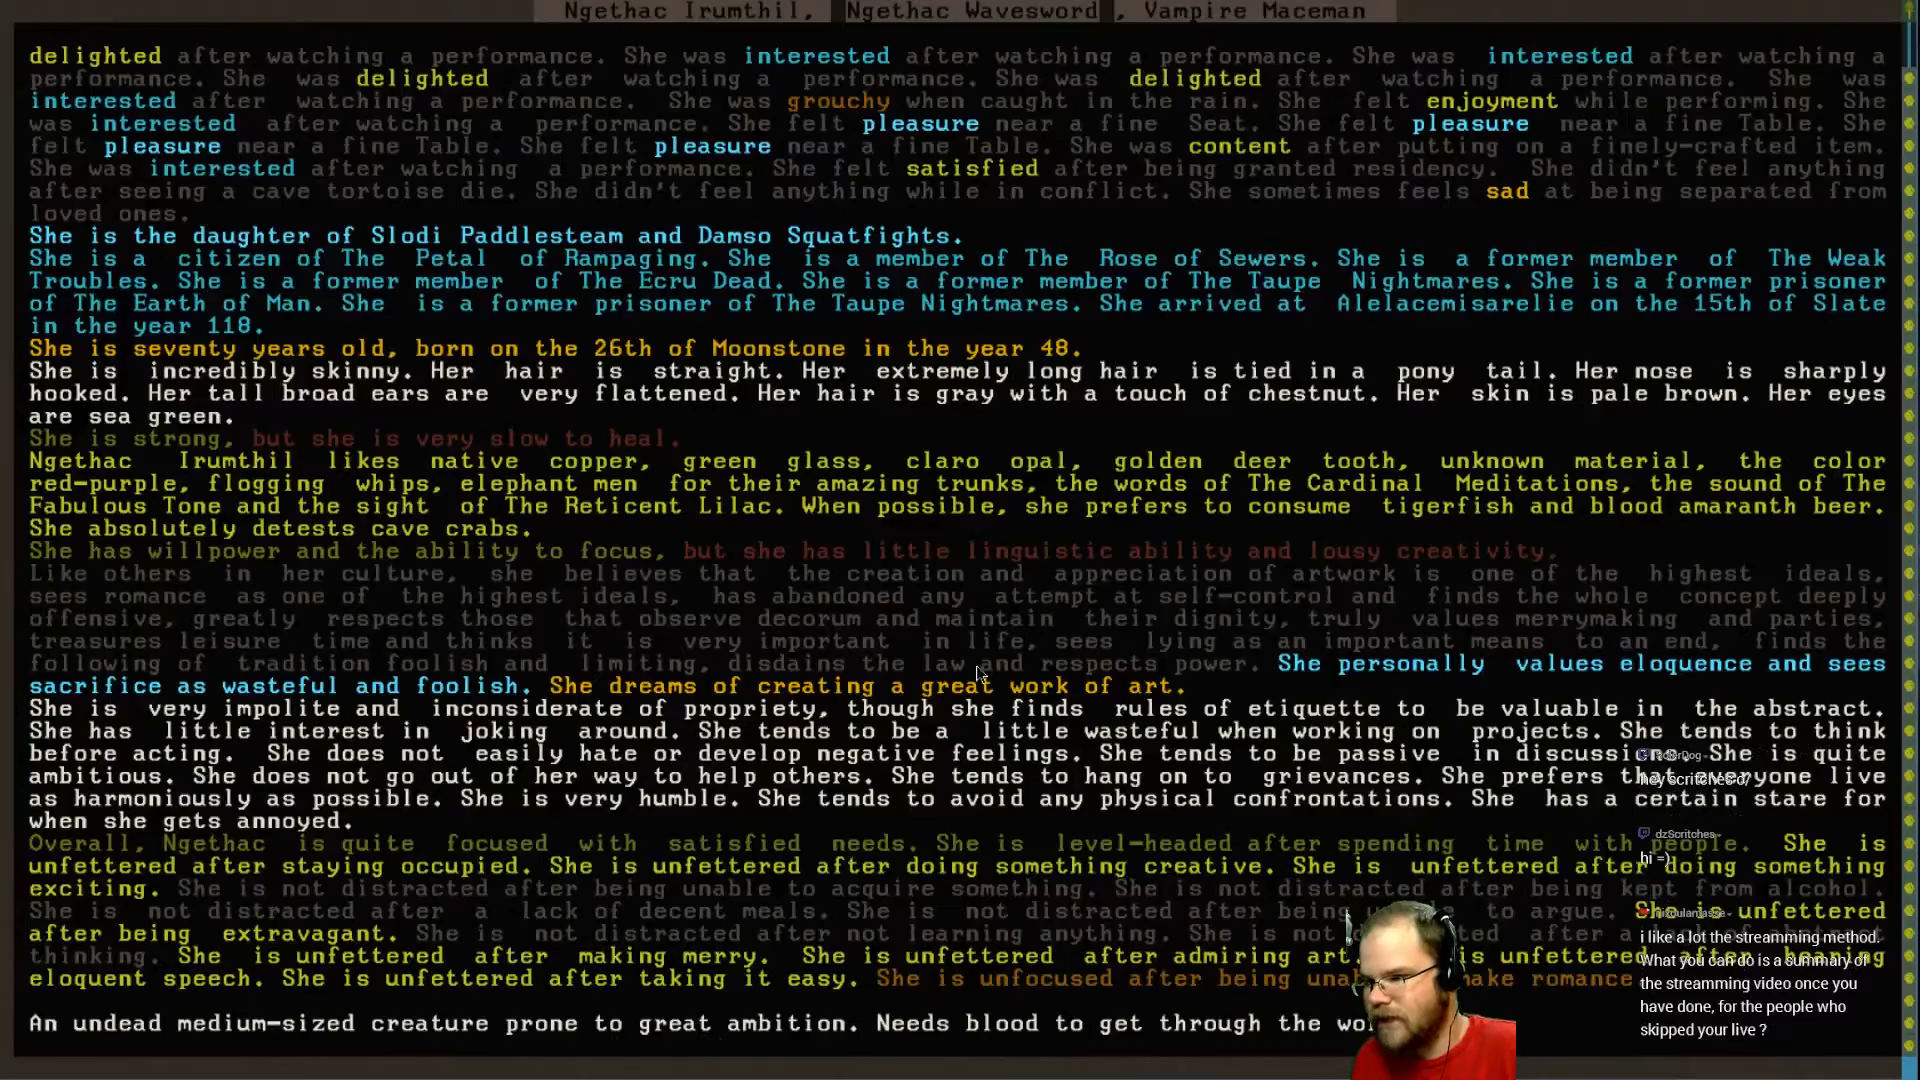 Ngethac Irumthil, Ngethac Wavesword , Vampire Maceman
delighted after watching a performance. She was interested after watching a performance. She was interested after watching a
performance. She was delighted after watching a performance. She was delighted after watching a performance. She was
interested after watching a performance. She was grouchy when caught in the rain. She felt enjoyment while performing. She
was interested after watching a performance. She felt pleasure near a fine Seat. She felt pleasure near a fine Table. She
felt pleasure near a fine Table. She felt pleasure near a fine Table. She was content after putting on a finely-crafted item.
She was interested after watching a performance. She felt satisfied after being granted residency. She didn't feel anything
after seeing a cave tortoise die. She didn't feel anything while in conflict. She sometimes feels sad at being separated from
loved ones.
She is the daughter of Slodi Paddlesteam and Damso Squatfights.
She is a citizen of The Petal of Rampaging. She is a member of The Rose of Sewers. She is a former member of The Weak
Troubles. She is a former member of The Ecru Dead. She is a former member of The Taupe Nightmares. She is a former prisoner
of The Earth of Man. She is a former prisoner of The Taupe Nightmares. She arrived at Alelacemisarelie on the 15th of Slate
in the year 118.
She is seventy years old, born on the 26th of Moonstone in the year 48.
She is incredibly skinny. Her hair is straight. Her extremely long hair is tied in a pony tail. Her nose is sharply
hooked. Her tall broad ears are very flattened. Her hair is gray with a touch of chestnut. Her skin is pale brown. Her eyes
are sea green.
She is strong, but she is very slow to heal.
Ngethac Irumthil likes native copper, green glass, claro opal, golden deer tooth, unknown material, the color
red-purple, flogging whips, elephant men for their amazing trunks, the words of The Cardinal Meditations, the sound of The
Fabulous Tone and the sight of The Reticent Lilac. When possible, she prefers to consume tigerfish and blood amaranth beer.
She absolutely detests cave crabs.
She has willpower and the ability to focus, but she has little linguistic ability and lousy creativity.
Like others in her culture, she believes that the creation and appreciation of artwork is one of the highest ideals,
sees romance as one of the highest ideals, has abandoned any attempt at self-control and finds the whole concept deeply
offensive, greatly respects those that observe decorum and maintain their dignity, truly values merrymaking and parties,
treasures leisure time and thinks it is very important in life, sees lying as an important means to an end, finds the
following of tradition foolish and limiting, disdains the law and respects power. She personally values eloquence and sees
sacrifice as wasteful and foolish. She dreams of creating a great work of art.
She is very impolite and inconsiderate of propriety, though she finds rules of etiquette to be valuable in the abstract.
She has little interest in joking around. She tends to be a little wasteful when working on projects. She tends to think
before acting. She does not easily hate or develop negative feelings. She tends to be passive in discussions. She is quite
ambitious. She does not go out of her way to help others. She tends to hang on to grievances. She prefers that everyone live
as harmoniously as possible. She is very humble. She tends to avoid any physical confrontations. She has a certain stare for
when she gets annoyed.
Overall, Ngethac is quite focused with satisfied needs. She is level-headed after spending time with people. She is
unfettered after staying occupied. She is unfettered after doing something creative. She is unfettered after doing something
exciting. She is not distracted after being unable to acquire something. She is not distracted after being kept from alcohol.
She is not distracted after a lack of decent meals. She is not distracted after being to argue. She is unfettered
after being extravagant. She is not distracted after not learning anything. She is not after a
thinking. She is unfettered after making merry. She is unfettered after admiring art. is unfettered after hearing
eloquent speech. She is unfettered after taking it easy. She is unfocused after being romance
An undead medium-sized creature prone to great ambition. Needs blood to get through the
dzScritches
hi =)
i like a lot the streamming method.
What you can do is a summary of
the streamming video once you
have done, for the people who
skipped your live ?